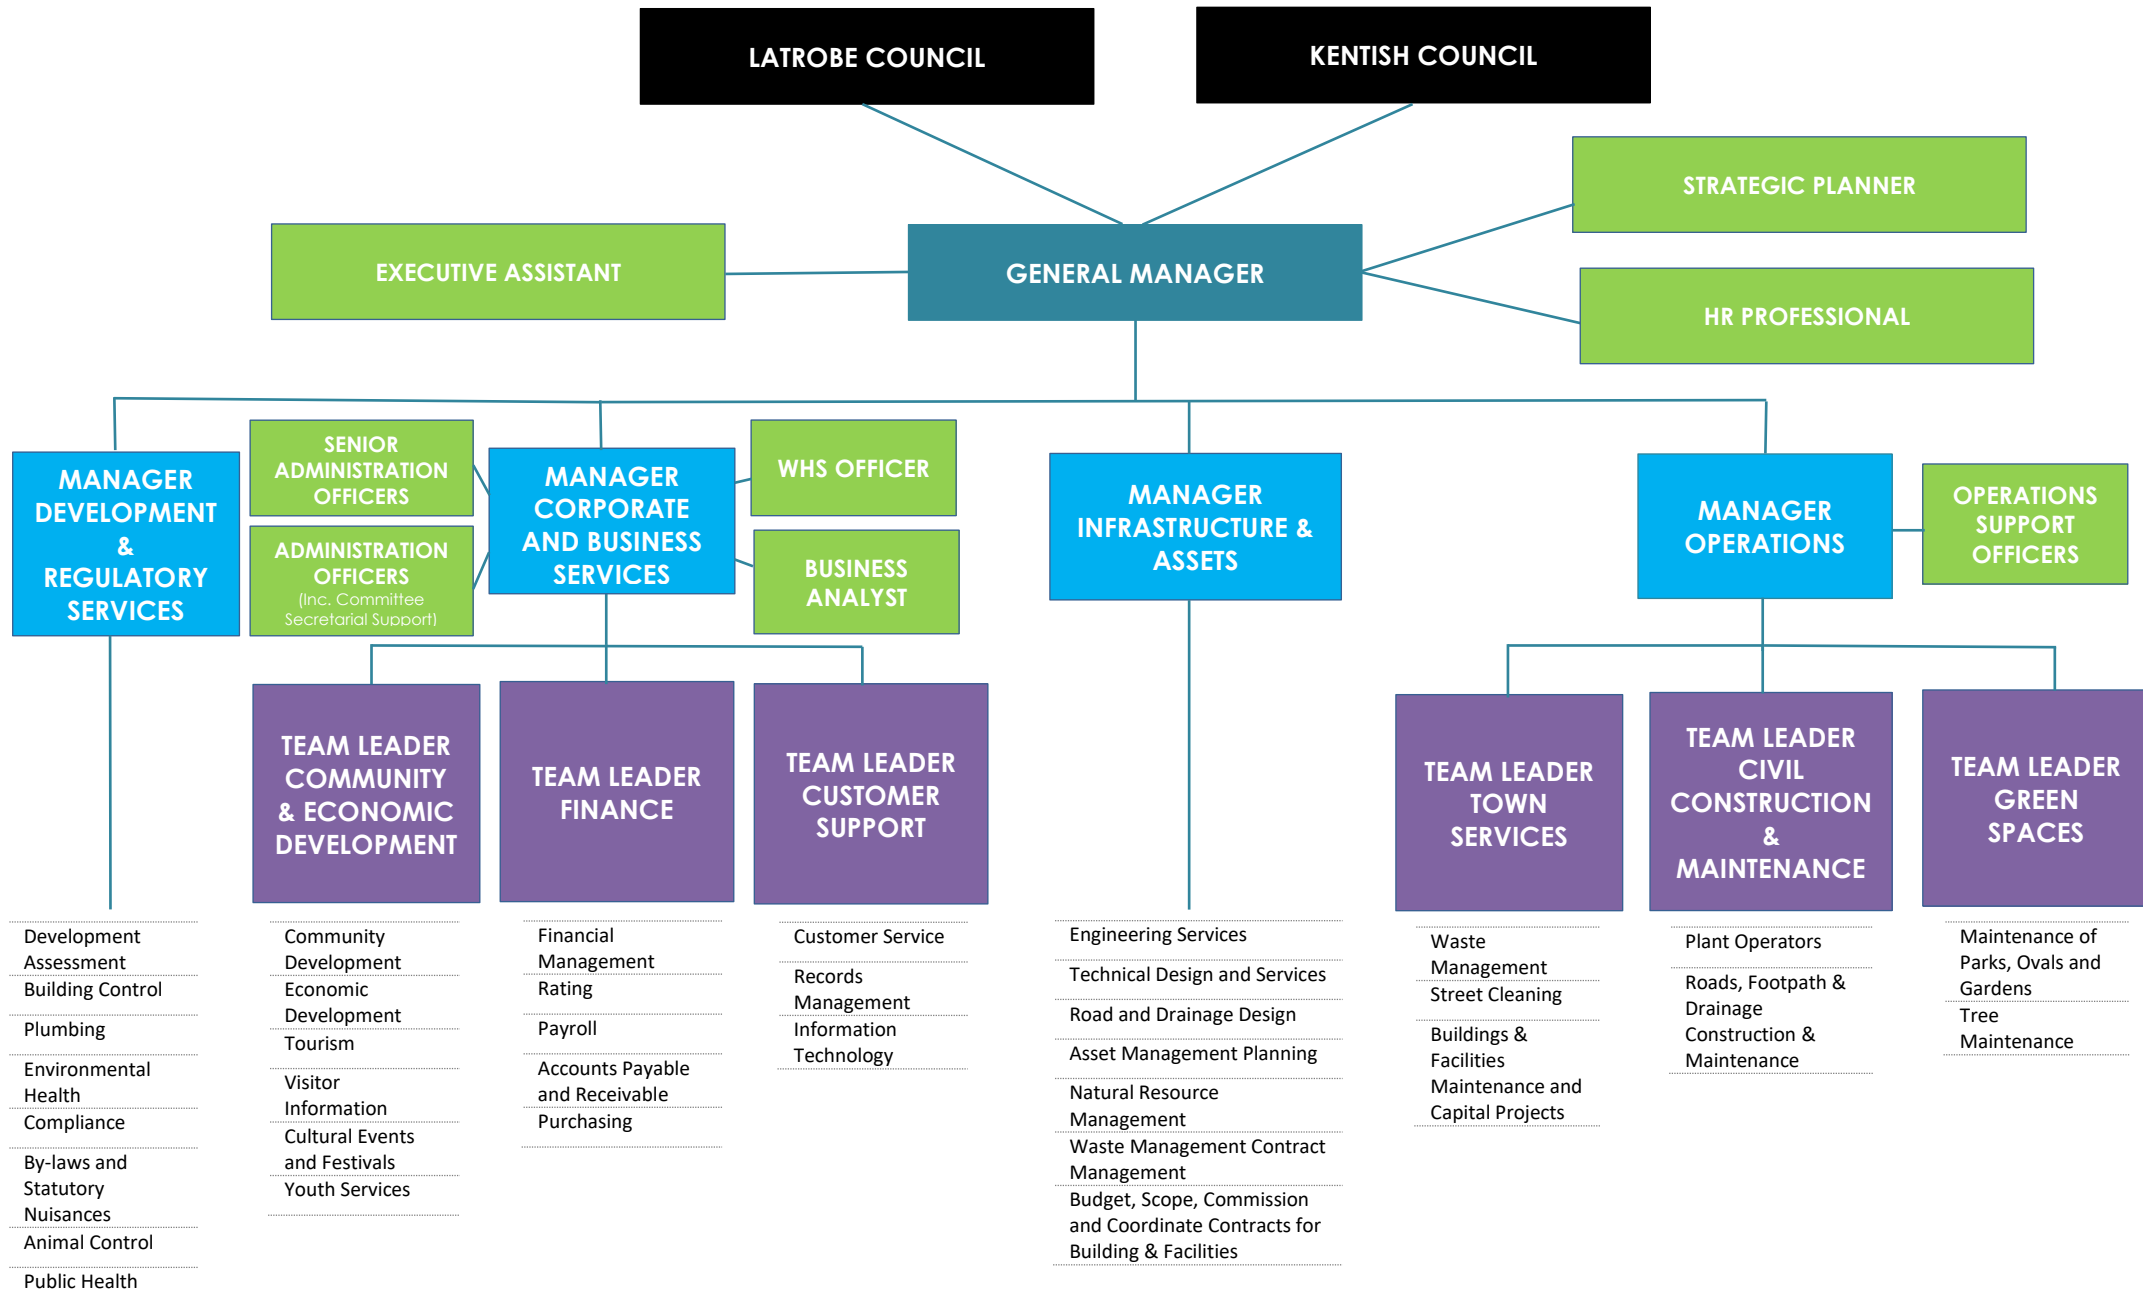 LATROBE COUNCIL
KENTISH COUNCIL
STRATEGIC PLANNER
EXECUTIVE ASSISTANT
GENERAL MANAGER
HR PROFESSIONAL
MANAGER
DEVELOPMENT
&
REGULATORY
SERVICES
SENIOR
ADMINISTRATION
OFFICERS
ADMINISTRATION
OFFICERS
(Inc. Committee
Secretarial Support)
MANAGER
CORPORATE
AND BUSINESS
SERVICES
WHS OFFICER
BUSINESS
ANALYST
MANAGER
INFRASTRUCTURE &
ASSETS
MANAGER
OPERATIONS
OPERATIONS
SUPPORT
OFFICERS
TEAM LEADER
COMMUNITY
& ECONOMIC
DEVELOPMENT
TEAM LEADER
FINANCE
TEAM LEADER
CUSTOMER
SUPPORT
TEAM LEADER
TOWN
SERVICES
TEAM LEADER
CIVIL
CONSTRUCTION
&
MAINTENANCE
TEAM LEADER
GREEN
SPACES
Development
Assessment
Building Control
Plumbing
Environmental
Health
Compliance
By-laws and
Statutory
Nuisances
Animal Control
Public Health
Community
Development
Economic
Development
Tourism
Visitor
Information
Cultural Events
and Festivals
Youth Services
Financial
Management
Rating
Payroll
Accounts Payable
and Receivable
Purchasing
Customer Service
Records
Management
Information
Technology
Engineering Services
Technical Design and Services
Road and Drainage Design
Asset Management Planning
Natural Resource
Management
Waste Management Contract
Management
Budget, Scope, Commission
and Coordinate Contracts for
Building & Facilities
Waste
Management
Street Cleaning
Buildings &
Facilities
Maintenance and
Capital Projects
Plant Operators
Roads, Footpath &
Drainage
Construction &
Maintenance
Maintenance of
Parks, Ovals and
Gardens
Tree
Maintenance